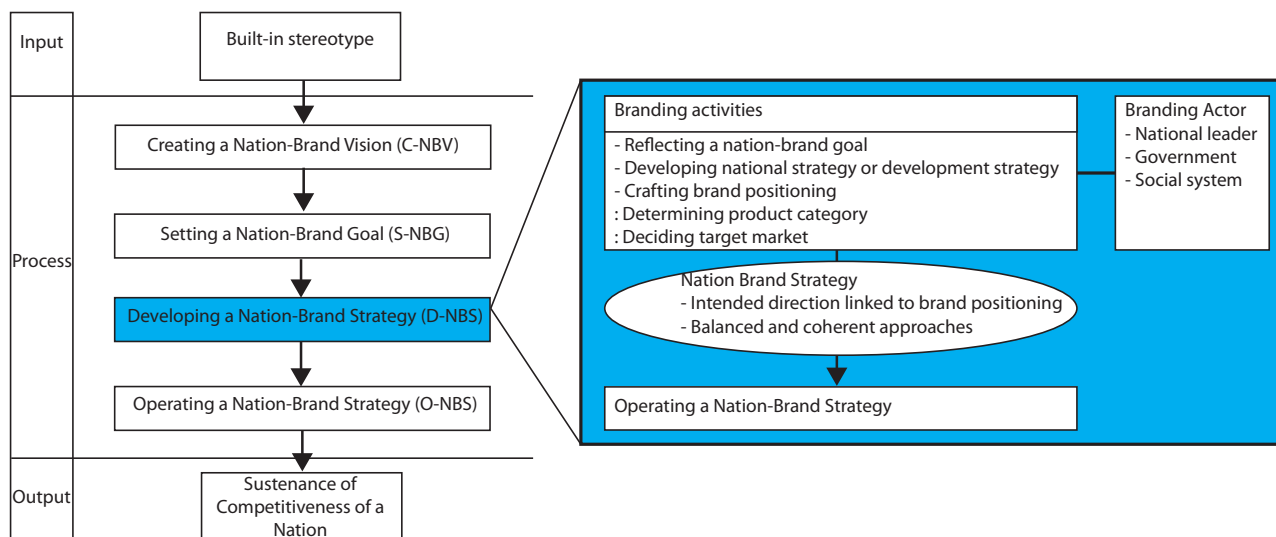 Input
Built-in stereotype
Process
Creating a Nation-Brand Vision (C-NBV)
Setting a Nation-Brand Goal (S-NBG)
Developing a Nation-Brand Strategy (D-NBS)
Operating a Nation-Brand Strategy (O-NBS)
Output
Sustenance of
Competitiveness of a
Nation
Branding activities
- Reflecting a nation-brand goal
- Developing national strategy or development strategy
- Crafting brand positioning
: Determining product category
: Deciding target market
Branding Actor
- National leader
- Government
- Social system
Nation Brand Strategy
- Intended direction linked to brand positioning
- Balanced and coherent approaches
Operating a Nation-Brand Strategy